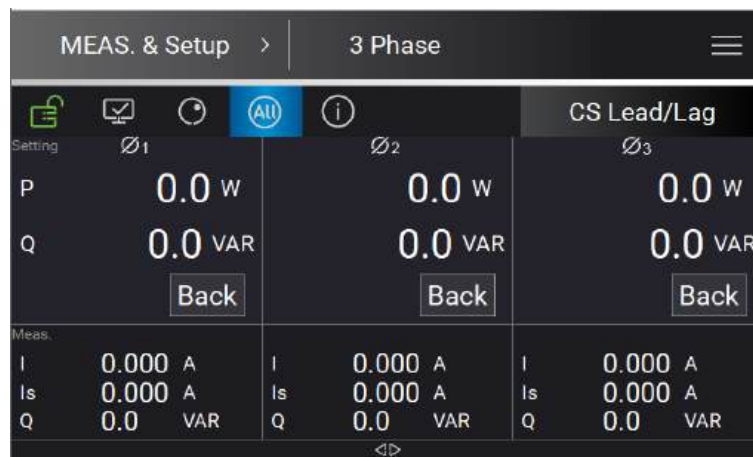 MEAS. & Setup > 3 Phase
All i CS Lead/Lag
Setting Ø1 Ø2 Ø3
P 0.0 W 0.0 W 0.0 W
Q 0.0 VAR 0.0 VAR 0.0 VAR
Back Back Back
Meas.
I 0.000 A I 0.000 A I 0.000 A
Is 0.000 A Is 0.000 A Is 0.000 A
Q 0.0 VAR Q 0.0 VAR Q 0.0 VAR